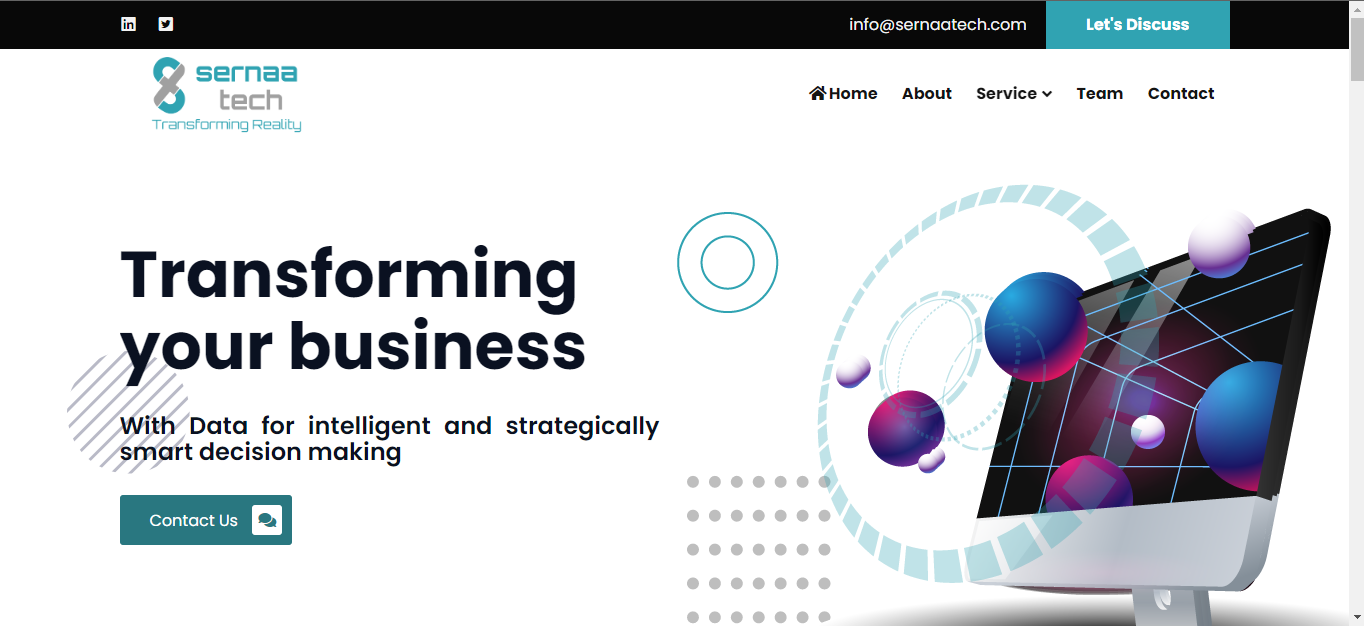 info@sernaatech.com
Let's Discuss
sernaa
tech
Transforming Reality
Home
About
Service
Team
Contact
Transforming
your business
With Data for intelligent and strategically
smart decision making
Contact Us